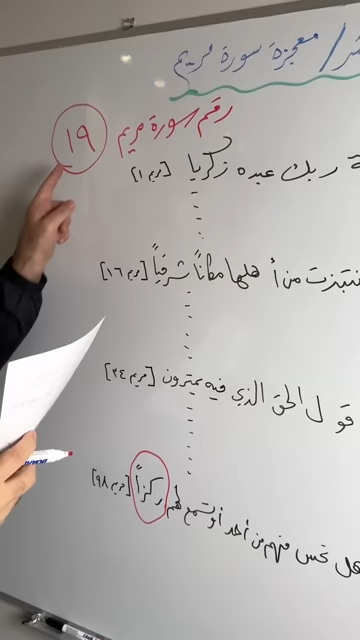 / معجزة سورة مريم
رقم سورة مريم ١٩
ربك عبده زكريا [مريم ١]
انتبذت من أهلها مكاناً شرقياً [مريم ١٦]
قول الحق الذي فيه يمترون [مريم ٣٤]
هل تحس منهم من أحد أو تسمع لهم ركزاً [مريم ٩٨]